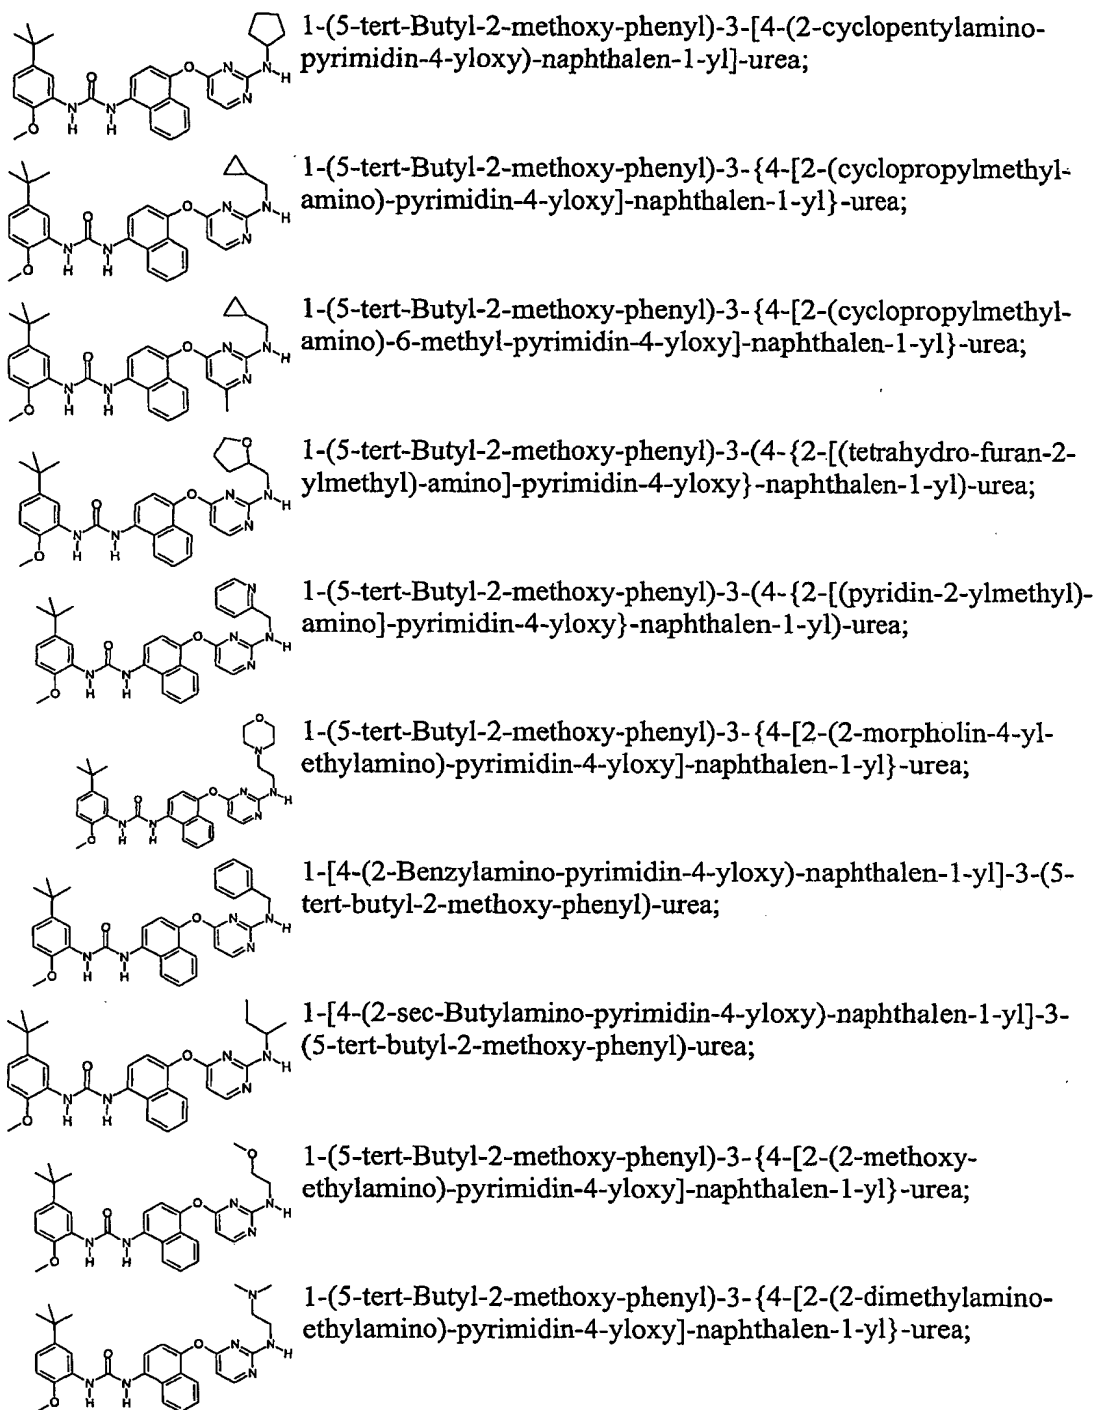 1-(5-tert-Butyl-2-methoxy-phenyl)-3-[4-(2-cyclopentylamino-
pyrimidin-4-yloxy)-naphthalen-1-yl]-urea;
1-(5-tert-Butyl-2-methoxy-phenyl)-3-{4-[2-(cyclopropylmethyl-
amino)-pyrimidin-4-yloxy]-naphthalen-1-yl}-urea;
1-(5-tert-Butyl-2-methoxy-phenyl)-3-{4-[2-(cyclopropylmethyl-
amino)-6-methyl-pyrimidin-4-yloxy]-naphthalen-1-yl}-urea;
1-(5-tert-Butyl-2-methoxy-phenyl)-3-(4-{2-[(tetrahydro-furan-2-
ylmethyl)-amino]-pyrimidin-4-yloxy}-naphthalen-1-yl)-urea;
1-(5-tert-Butyl-2-methoxy-phenyl)-3-(4-{2-[(pyridin-2-ylmethyl)-
amino]-pyrimidin-4-yloxy}-naphthalen-1-yl)-urea;
1-(5-tert-Butyl-2-methoxy-phenyl)-3-{4-[2-(2-morpholin-4-yl-
ethylamino)-pyrimidin-4-yloxy]-naphthalen-1-yl}-urea;
1-[4-(2-Benzylamino-pyrimidin-4-yloxy)-naphthalen-1-yl]-3-(5-
tert-butyl-2-methoxy-phenyl)-urea;
1-[4-(2-sec-Butylamino-pyrimidin-4-yloxy)-naphthalen-1-yl]-3-
(5-tert-butyl-2-methoxy-phenyl)-urea;
1-(5-tert-Butyl-2-methoxy-phenyl)-3-{4-[2-(2-methoxy-
ethylamino)-pyrimidin-4-yloxy]-naphthalen-1-yl}-urea;
1-(5-tert-Butyl-2-methoxy-phenyl)-3-{4-[2-(2-dimethylamino-
ethylamino)-pyrimidin-4-yloxy]-naphthalen-1-yl}-urea;